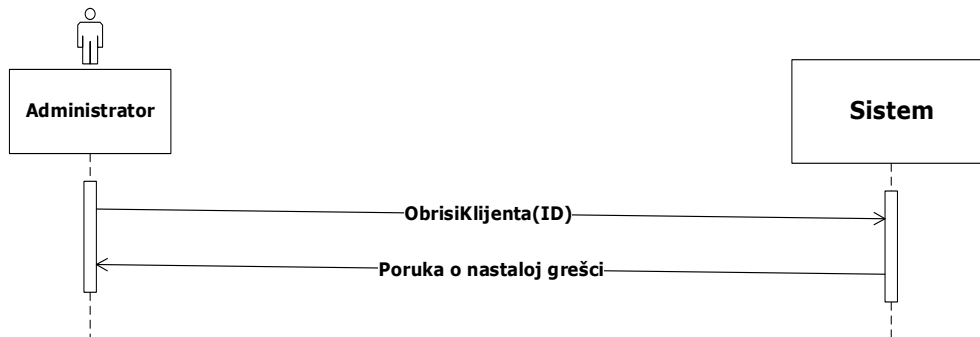 Administrator
Sistem
ObrisiKlijenta(ID)
Poruka o nastaloj grešci